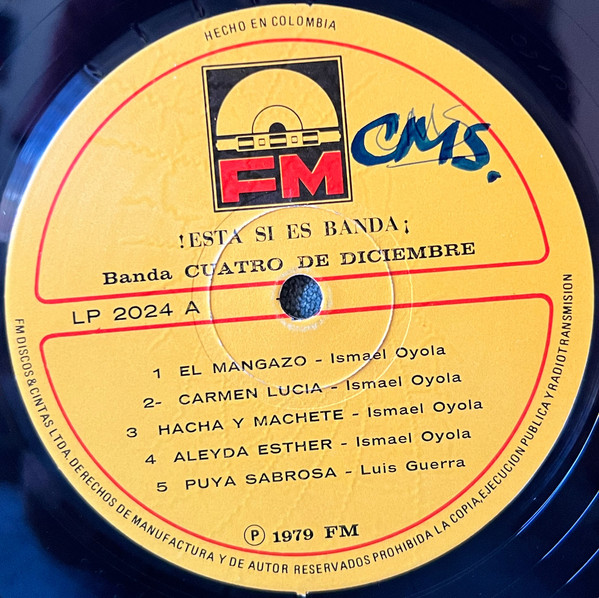 HECHO EN COLOMBIA
FM
CMS.
!ESTA SI ES BANDA¡
Banda CUATRO DE DICIEMBRE
LP 2024 A
1 EL MANGAZO - Ismael Oyola
2- CARMEN LUCIA - Ismael Oyola
3 HACHA Y MACHETE - Ismael Oyola
4 ALEYDA ESTHER - Ismael Oyola
5 PUYA SABROSA - Luis Guerra
Ⓟ 1979 FM
FM DISCOS & CINTAS LTDA. DERECHOS DE MANUFACTURA Y DE AUTOR RESERVADOS PROHIBIDA LA COPIA, EJECUCION PUBLICA Y RADIOTRANSMISION